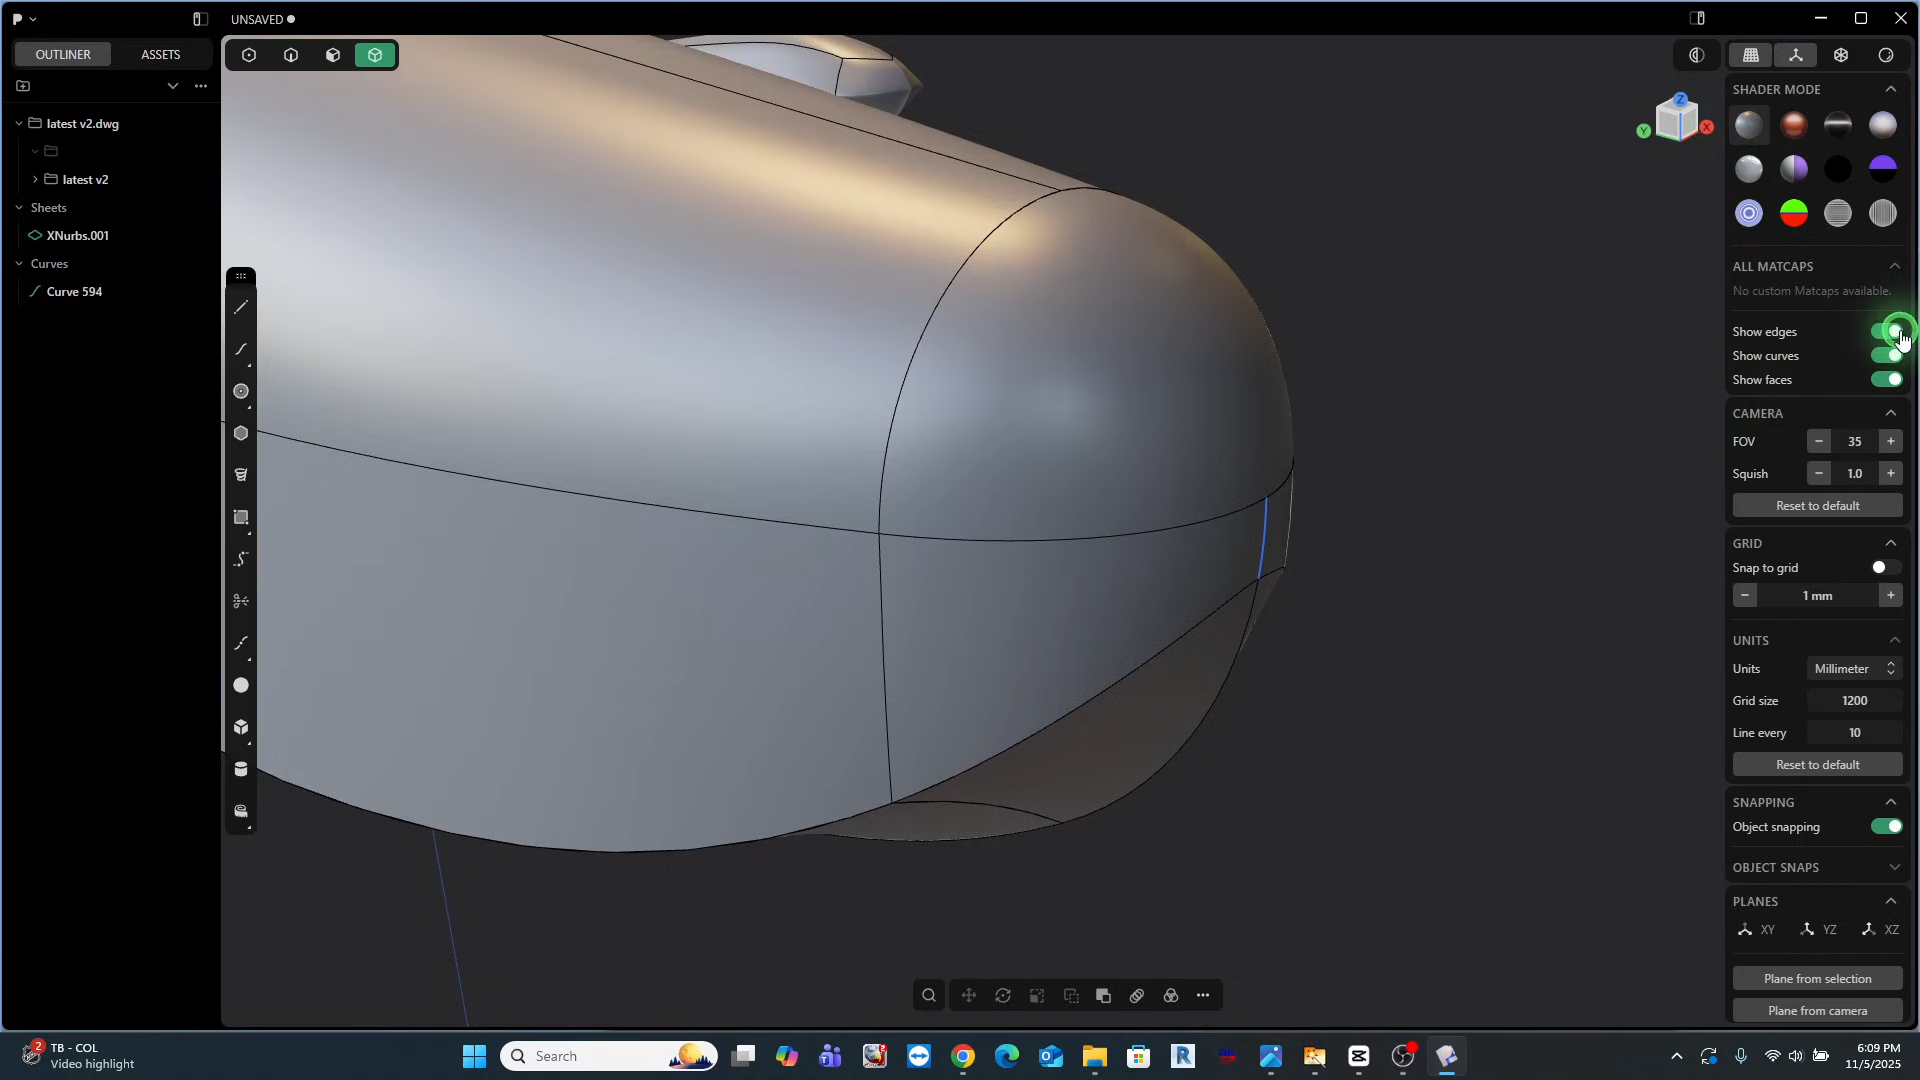 UNSAVED
OUTLINER ASSETS
latest v2.dwg
latest v2
Sheets
XNurbs.001
Curves
Curve 594
Z
Y
X
SHADER MODE
ALL MATCAPS
No custom Matcaps available.
Show edges
Show curves
Show faces
CAMERA
FOV − 35 +
Squish − 1.0 +
Reset to default
GRID
Snap to grid
− 1 mm +
UNITS
Units Millimeter
Grid size 1200
Line every 10
Reset to default
SNAPPING
Object snapping
OBJECT SNAPS
PLANES
XY YZ XZ
Plane from selection
Plane from camera
2
TB - COL
Video highlight
Search
R
6:09 PM
11/5/2025